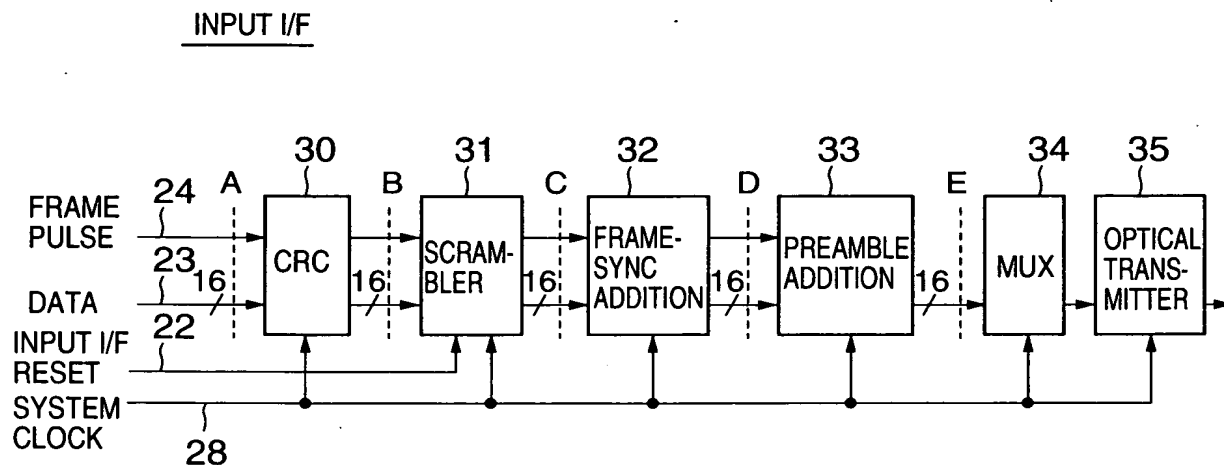 INPUT I/F
30
31
32
33
34
35
24
A
B
C
D
E
FRAME
PULSE
23
DATA
16
CRC
16
SCRAM-
BLER
16
FRAME-
SYNC
ADDITION
16
PREAMBLE
ADDITION
16
MUX
OPTICAL
TRANS-
MITTER
22
INPUT I/F
RESET
SYSTEM
CLOCK
28